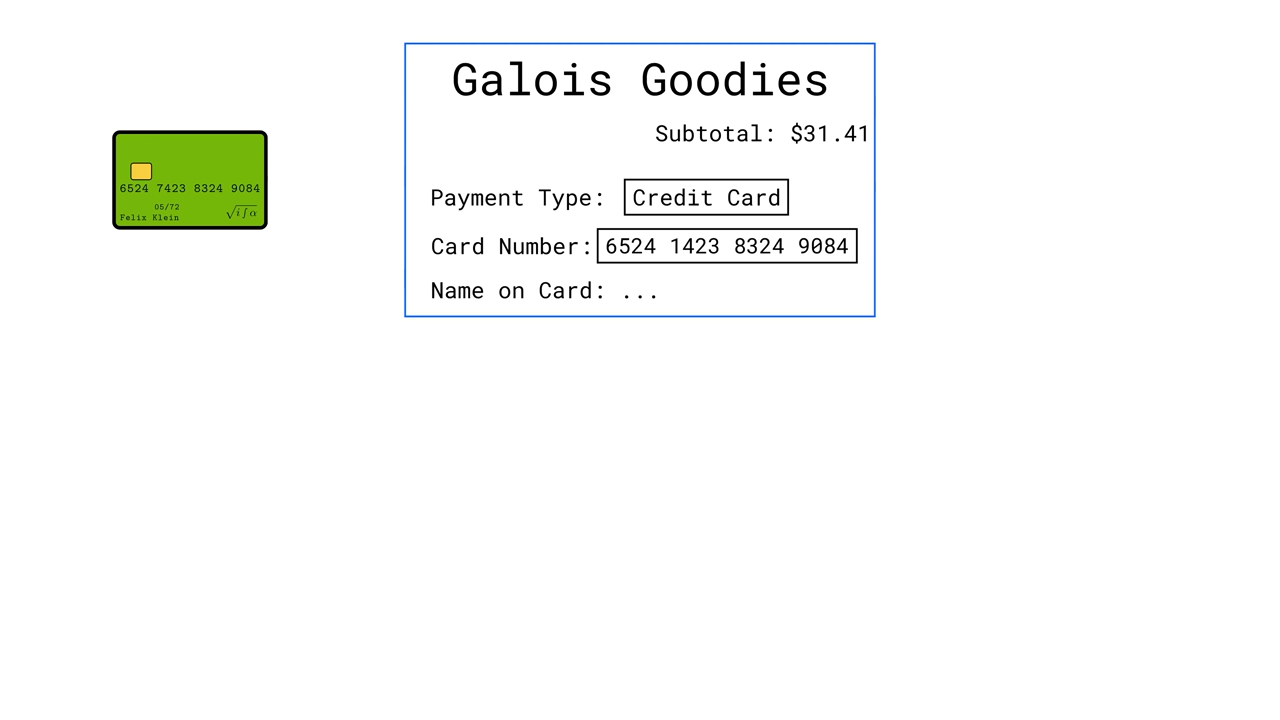 Galois Goodies
Subtotal: $31.41
6524 7423 8324 9084
05/72
Felix Klein
√i∫α
Payment Type: Credit Card
Card Number: 6524 1423 8324 9084
Name on Card: ...